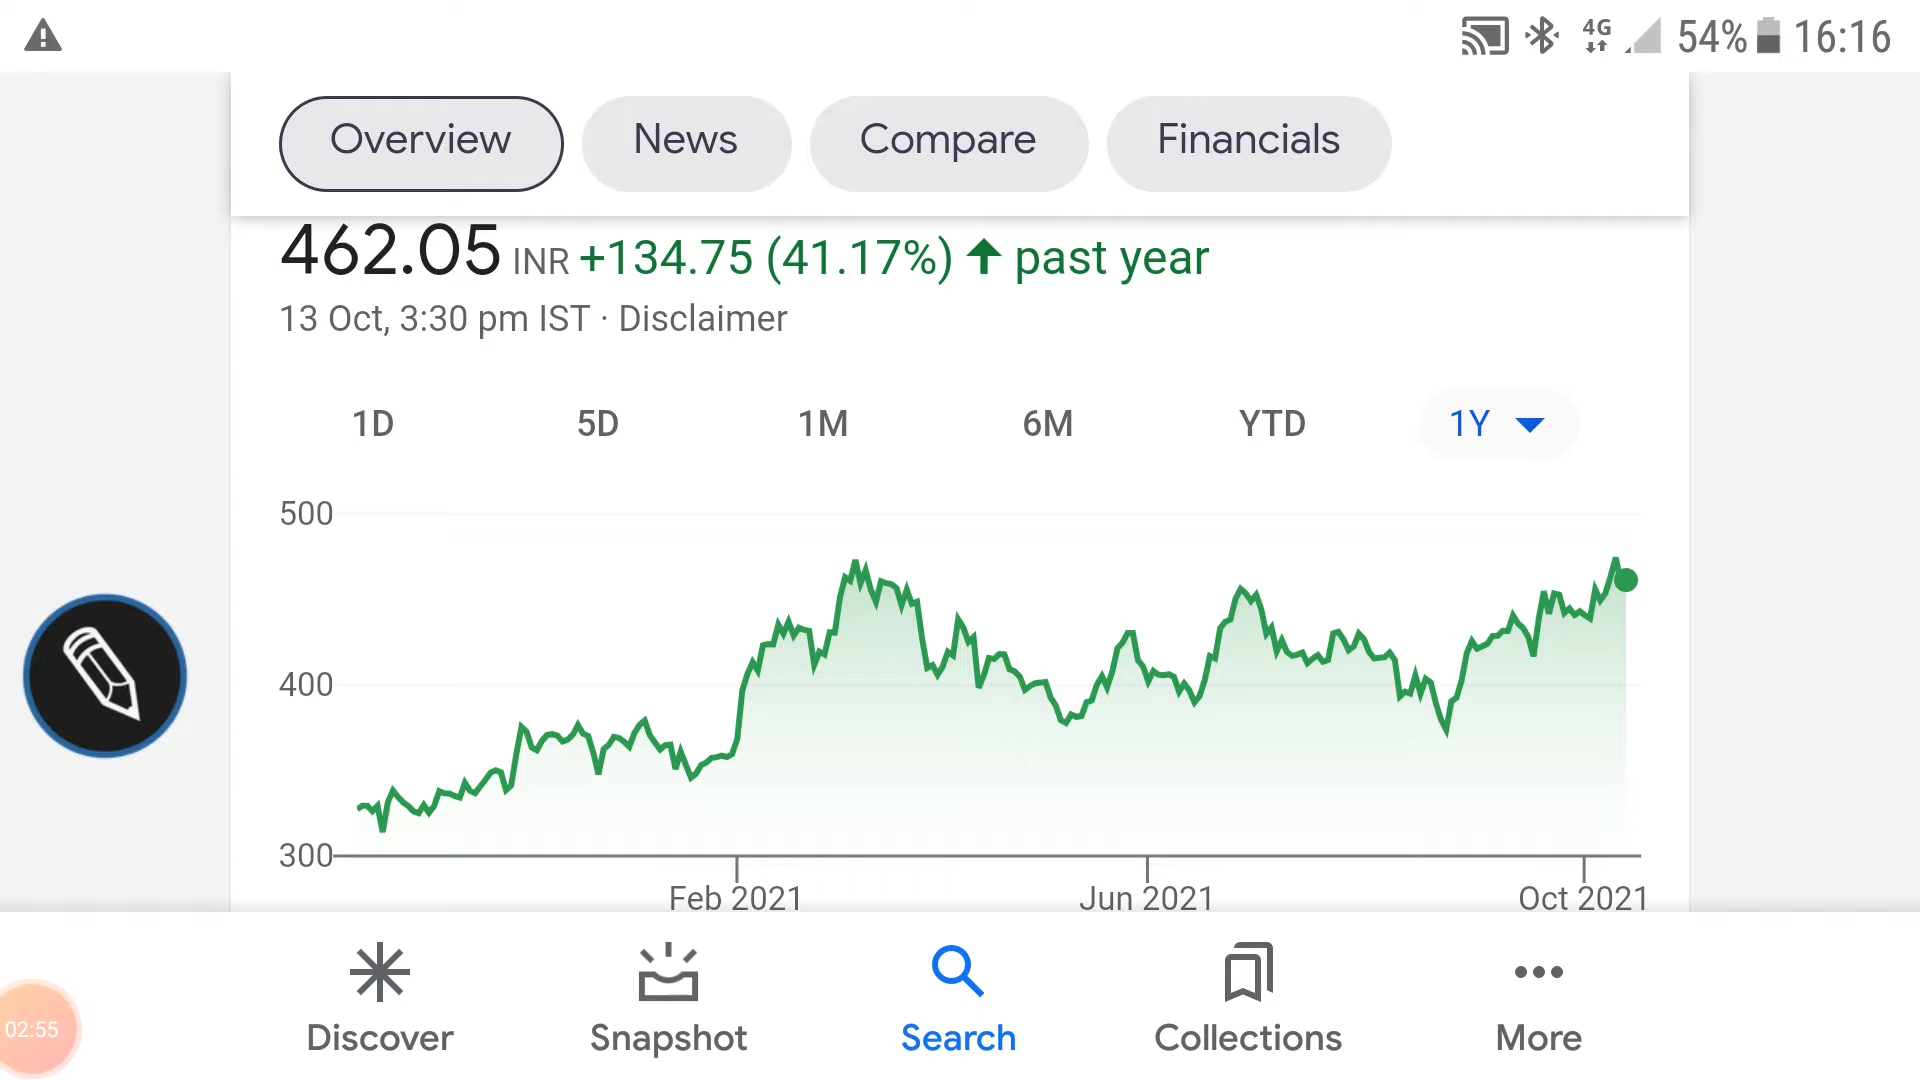 4G 54% 16:16
Overview News Compare Financials
462.05 INR +134.75 (41.17%) past year
13 Oct, 3:30 pm IST · Disclaimer
1D 5D 1M 6M YTD 1Y
500
400
300
Feb 2021 Jun 2021 Oct 2021
Discover Snapshot Search Collections More
02:55